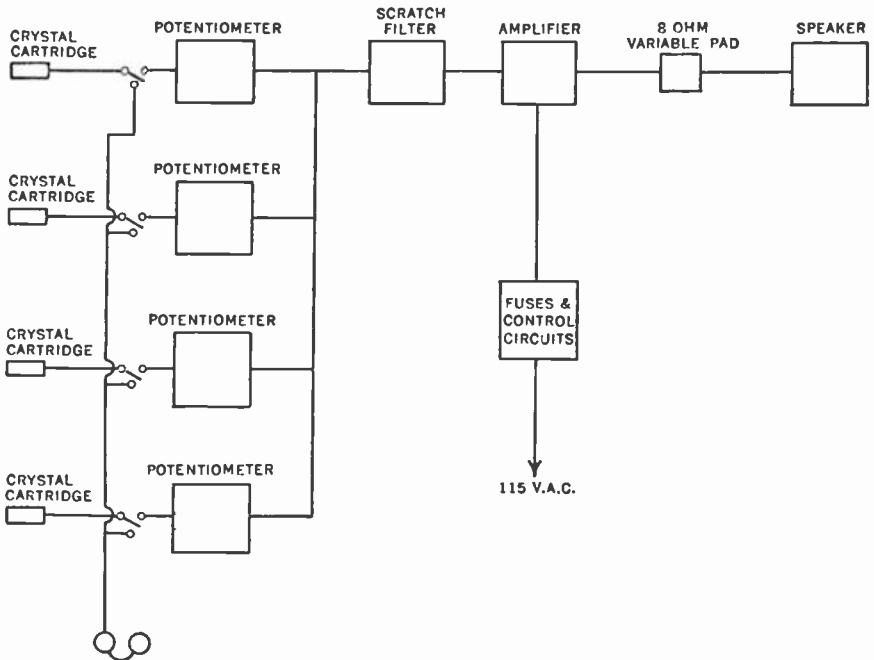 CRYSTAL
CARTRIDGE
POTENTIOMETER
SCRATCH
FILTER
AMPLIFIER
8 OHM
VARIABLE PAD
SPEAKER
CRYSTAL
CARTRIDGE
POTENTIOMETER
CRYSTAL
CARTRIDGE
POTENTIOMETER
FUSES &
CONTROL
CIRCUITS
CRYSTAL
CARTRIDGE
POTENTIOMETER
115 V.A.C.